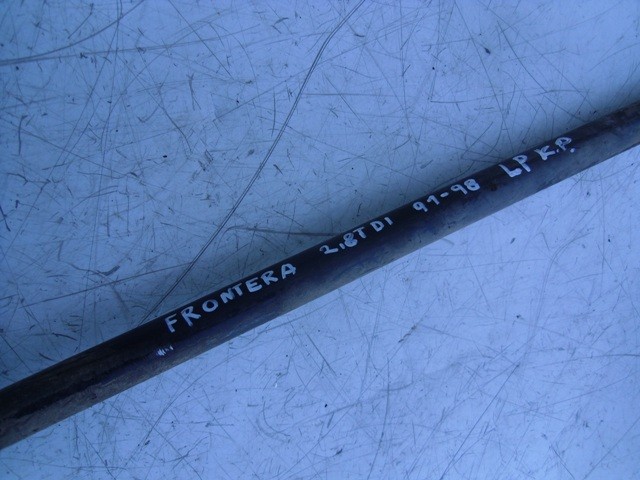 FRONTERA 2,8TDI 91-98 LP K.P.